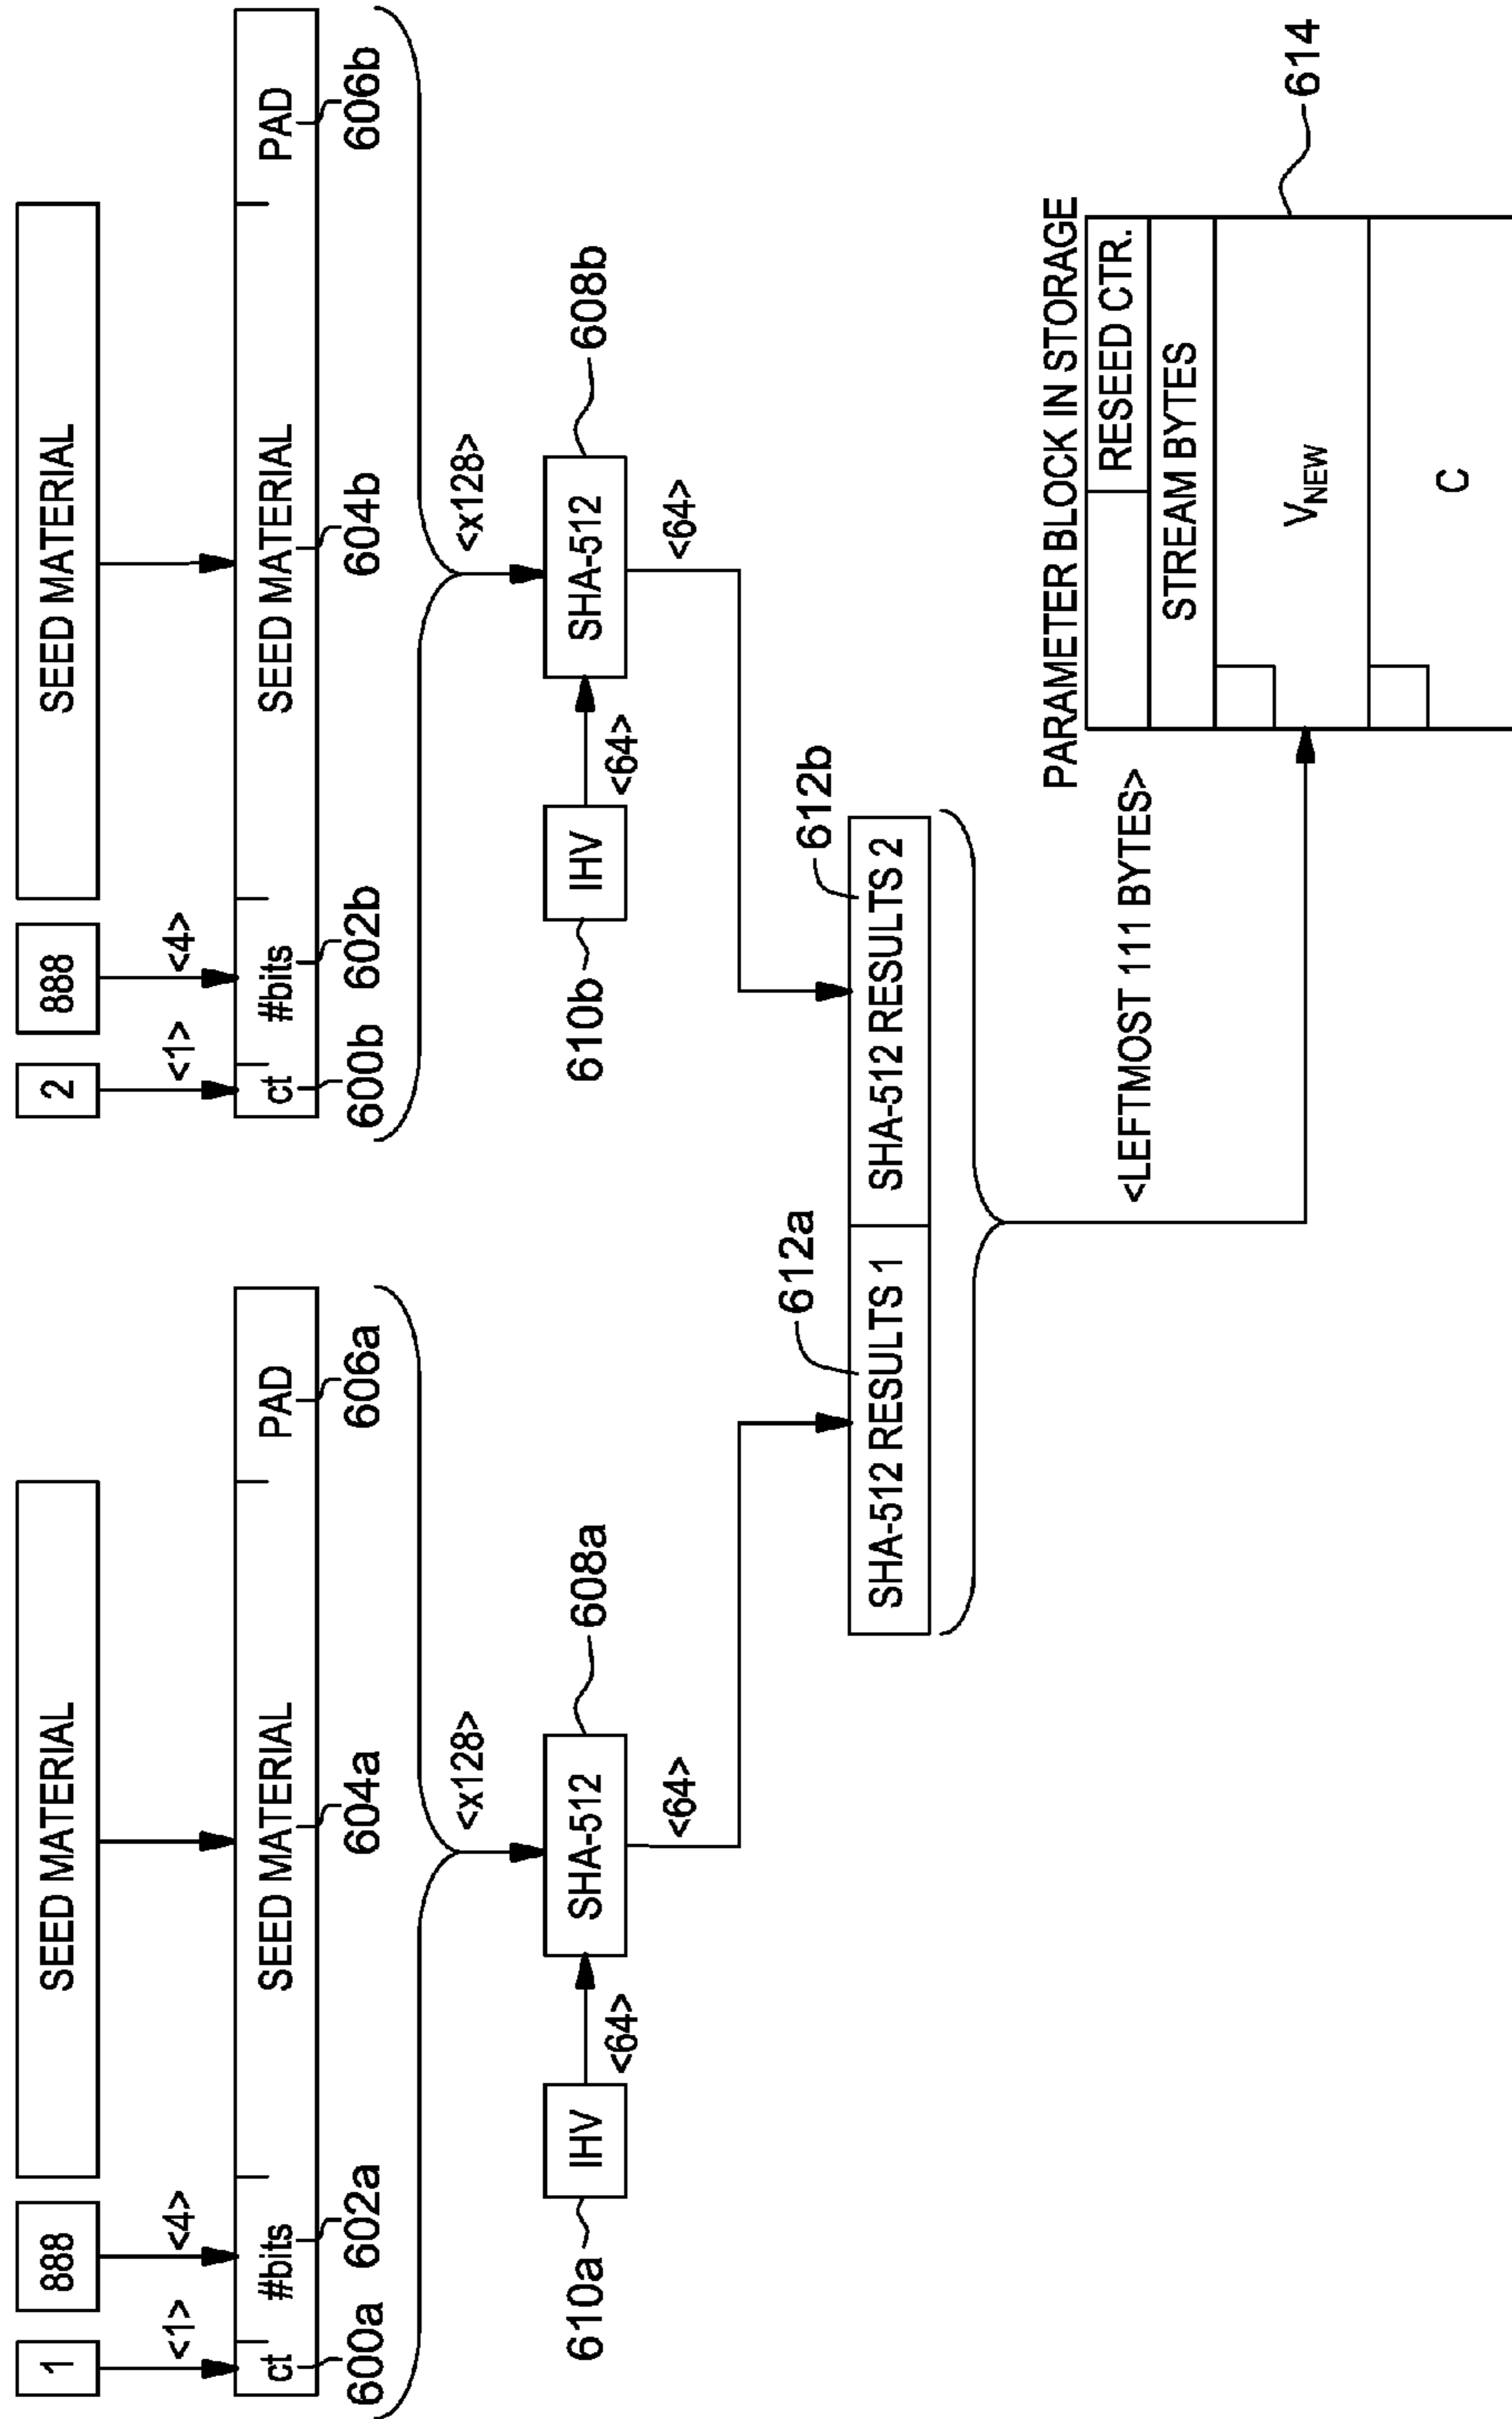 1
888
SEED MATERIAL
2
888
SEED MATERIAL
<1>
<4>
<1>
<4>
ct
#bits
SEED MATERIAL
PAD
ct
#bits
SEED MATERIAL
PAD
600a
602a
604a
606a
600b
602b
604b
606b
<x128>
<x128>
IHV
SHA-512
608a
IHV
SHA-512
608b
610a
<64>
<64>
610b
<64>
<64>
612a
612b
SHA-512 RESULTS 1
SHA-512 RESULTS 2
PARAMETER BLOCK IN STORAGE
RESEED CTR.
<LEFTMOST 111 BYTES>
STREAM BYTES
VNEW
614
C